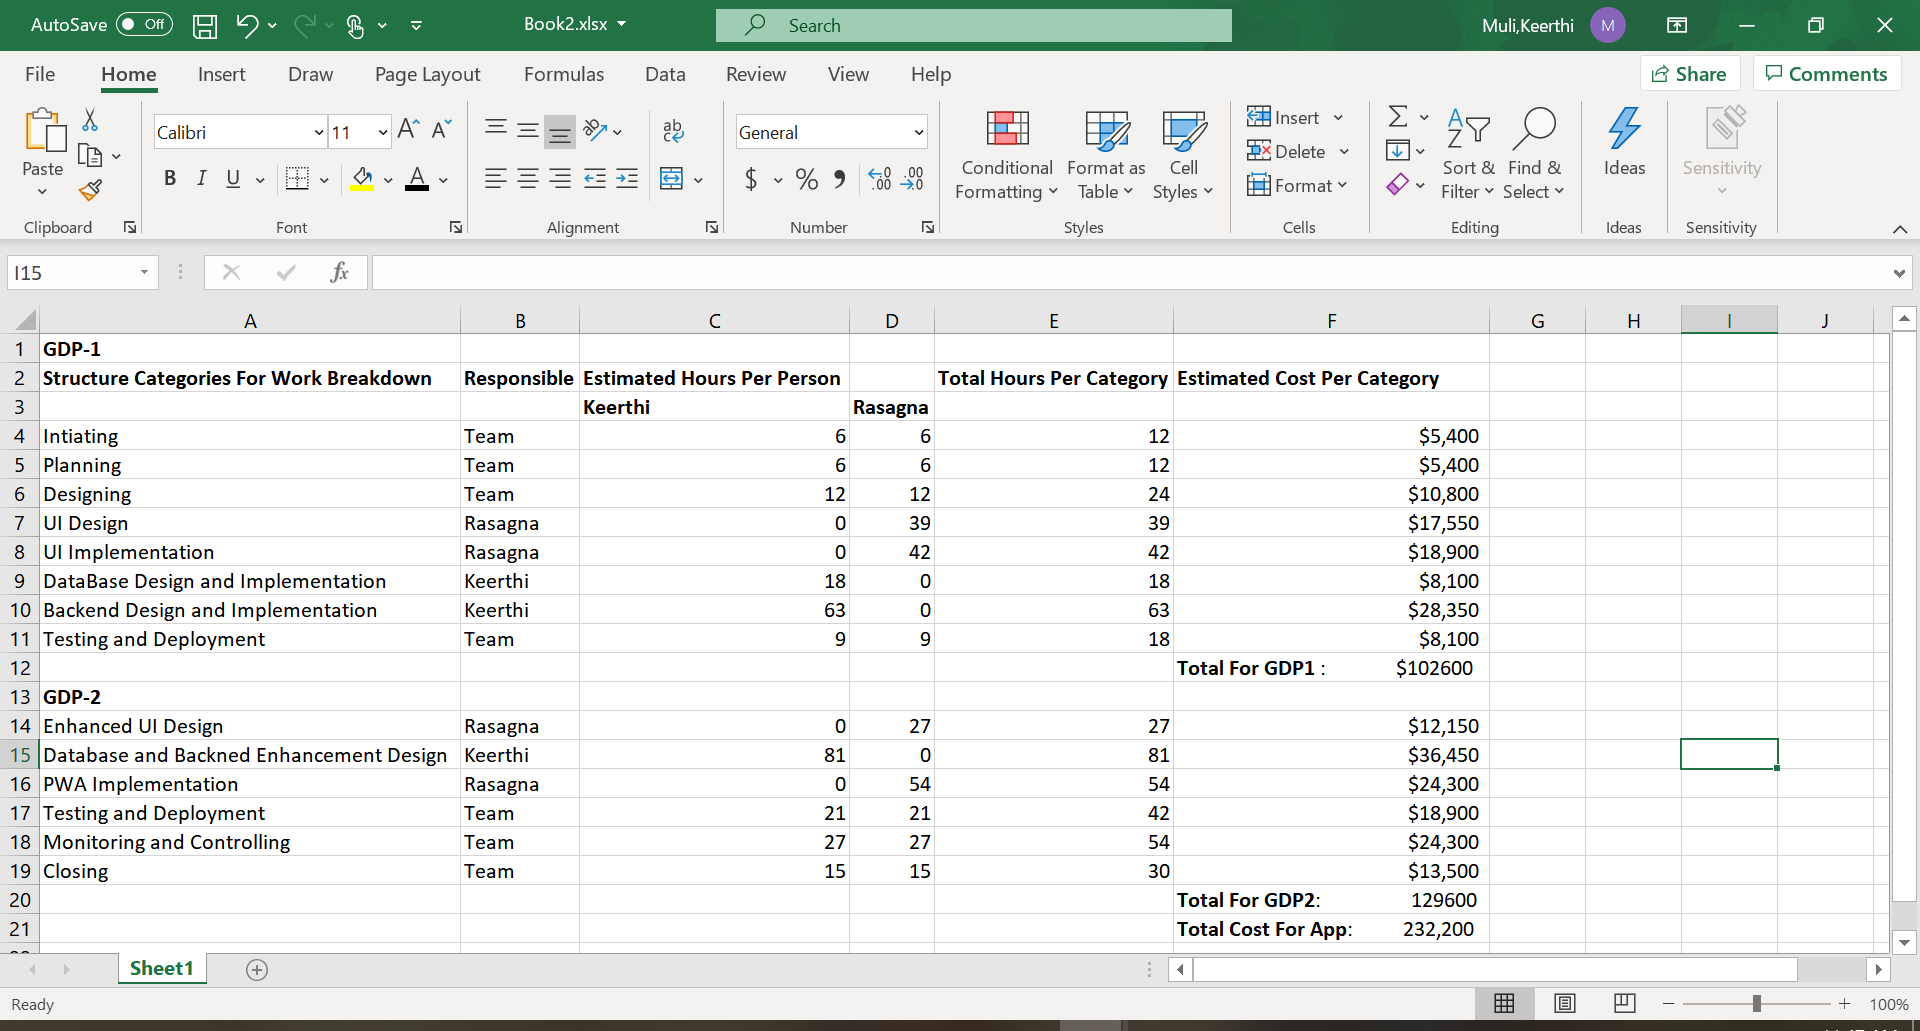 AutoSave Off Book2.xlsx Search Muli,Keerthi M
File Home Insert Draw Page Layout Formulas Data Review View Help Share Comments
Paste Calibri 11 General Conditional Formatting Format as Table Cell Styles Insert Delete Format Sort & Filter Find & Select Ideas Sensitivity
Clipboard Font Alignment Number Styles Cells Editing Ideas Sensitivity
I15 fx
A B C D E F G H I J
1 GDP-1
2 Structure Categories For Work Breakdown Responsible Estimated Hours Per Person Total Hours Per Category Estimated Cost Per Category
3 Keerthi Rasagna
4 Intiating Team 6 6 12 $5,400
5 Planning Team 6 6 12 $5,400
6 Designing Team 12 12 24 $10,800
7 UI Design Rasagna 0 39 39 $17,550
8 UI Implementation Rasagna 0 42 42 $18,900
9 DataBase Design and Implementation Keerthi 18 0 18 $8,100
10 Backend Design and Implementation Keerthi 63 0 63 $28,350
11 Testing and Deployment Team 9 9 18 $8,100
12 Total For GDP1 : $102600
13 GDP-2
14 Enhanced UI Design Rasagna 0 27 27 $12,150
15 Database and Backned Enhancement Design Keerthi 81 0 81 $36,450
16 PWA Implementation Rasagna 0 54 54 $24,300
17 Testing and Deployment Team 21 21 42 $18,900
18 Monitoring and Controlling Team 27 27 54 $24,300
19 Closing Team 15 15 30 $13,500
20 Total For GDP2: 129600
21 Total Cost For App: 232,200
Sheet1
Ready 100%